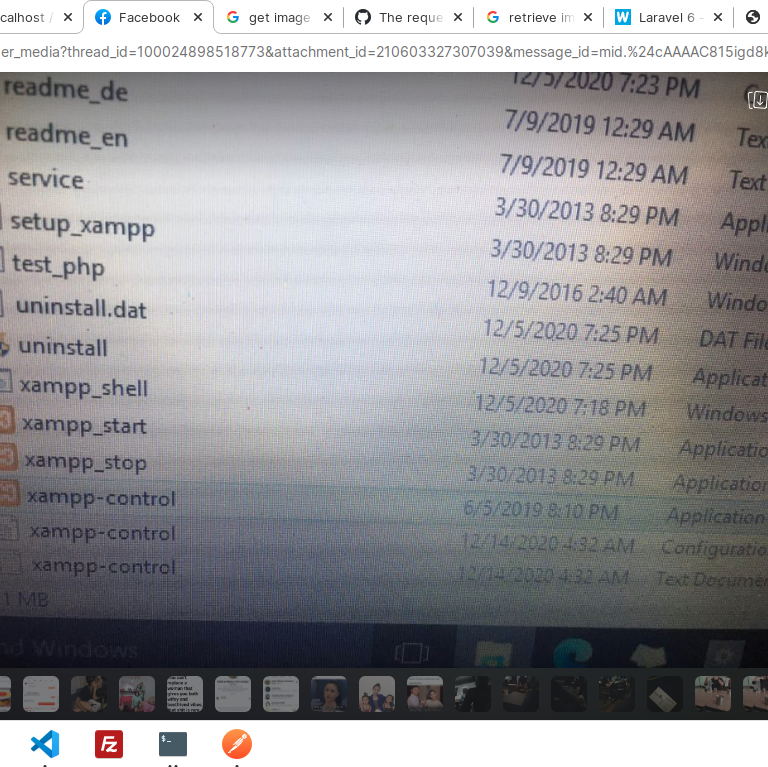 calhost / Facebook get image The reque retrieve im Laravel 6 -
er_media?thread_id=100024898518773&attachment_id=210603327307039&message_id=mid.%24cAAAAC815igd8k
readme_de 12/5/2020 7:23 PM
readme_en 7/9/2019 12:29 AM Tex
service 7/9/2019 12:29 AM Text
setup_xampp 3/30/2013 8:29 PM Appl
test_php 3/30/2013 8:29 PM Windo
uninstall.dat 12/9/2016 2:40 AM Windo
uninstall 12/5/2020 7:25 PM DAT File
xampp_shell 12/5/2020 7:25 PM Applicat
xampp_start 12/5/2020 7:18 PM Windows
xampp_stop 3/30/2013 8:29 PM Applicatio
xampp-control 3/30/2013 8:29 PM Application
xampp-control 6/5/2019 8:10 PM Application
xampp-control 12/14/2020 4:32 AM Configuratio
12/14/2020 4:32 AM Text Documen
1 MB
nd Windows